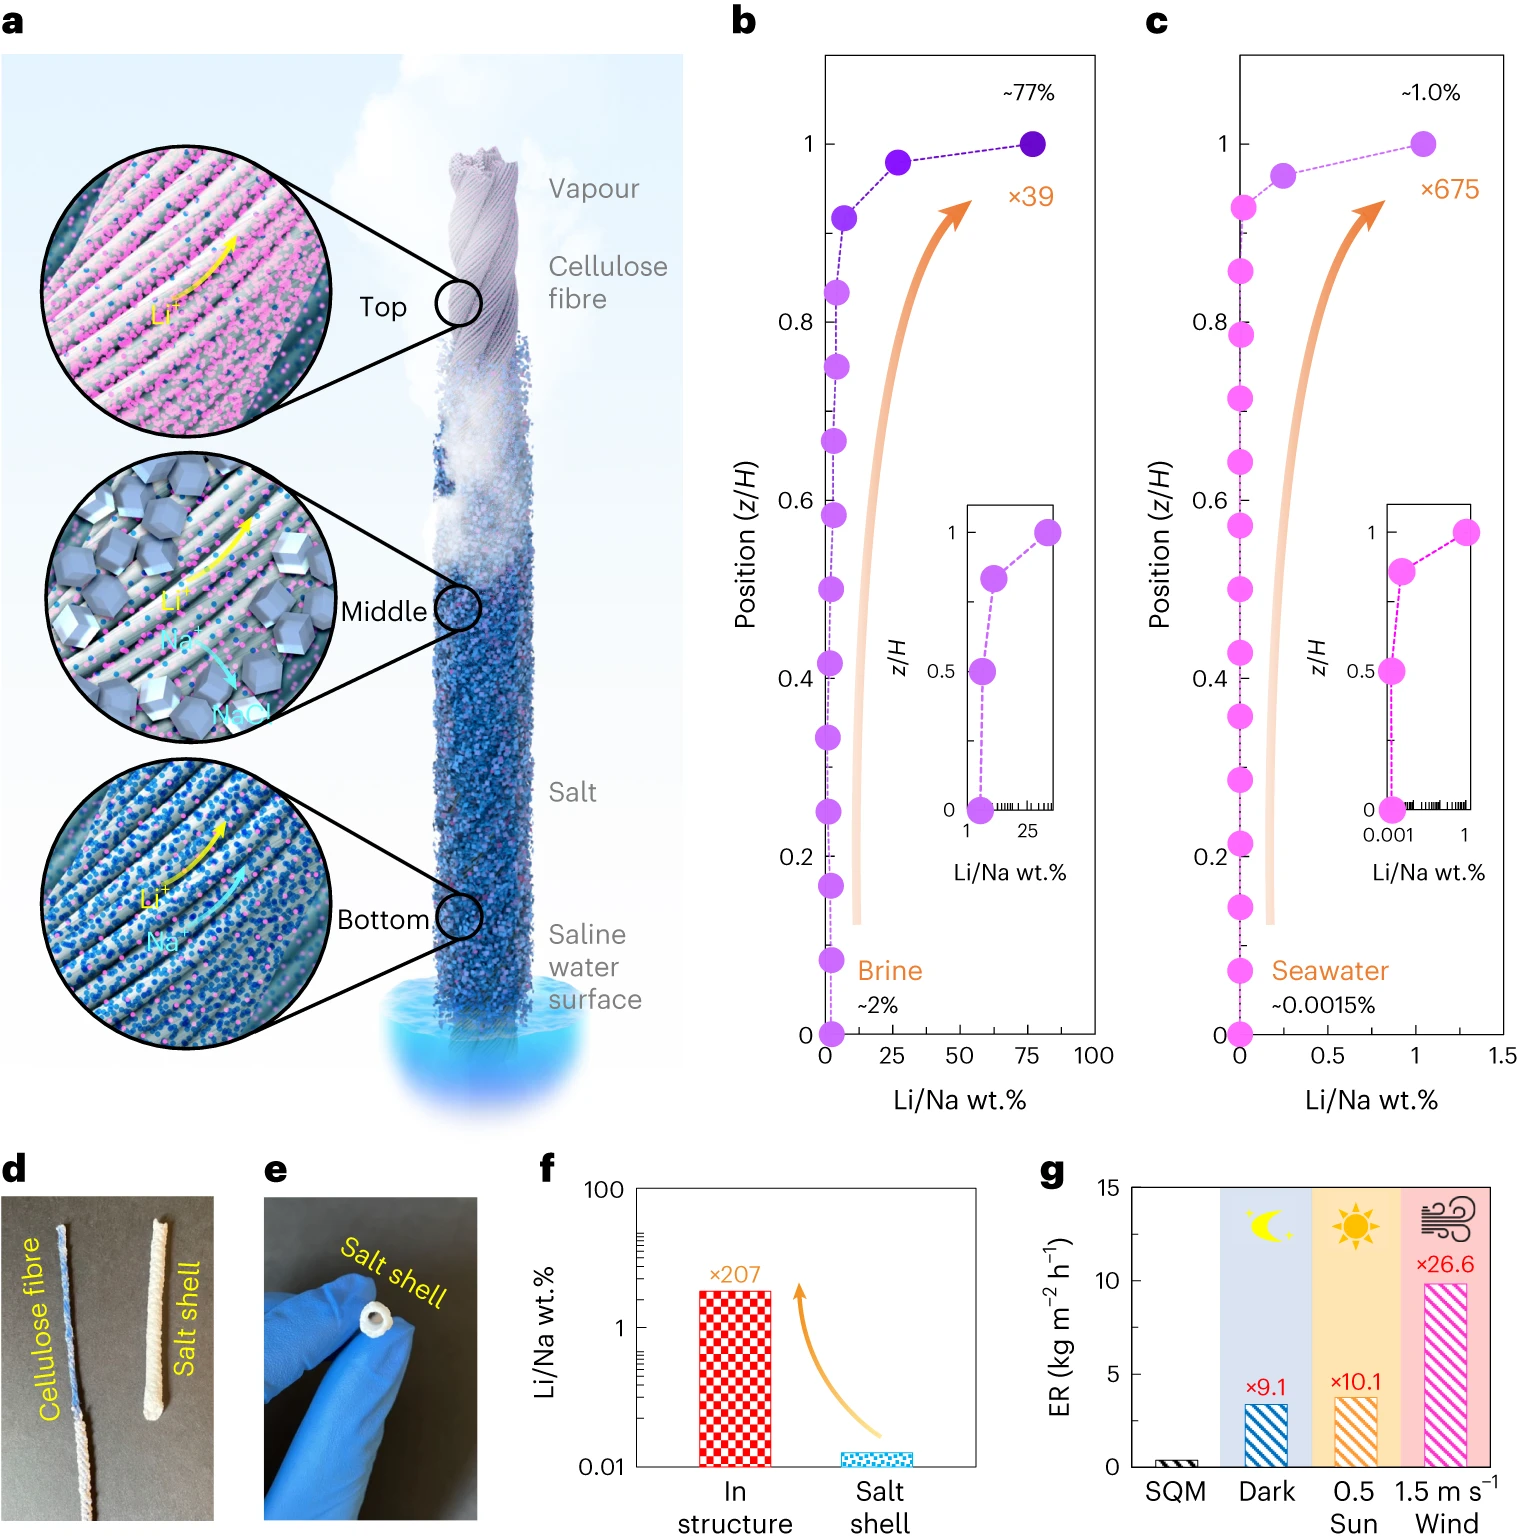 a
Vapour
Cellulose
fibre
Top
Li+
Middle
Li+
Na+
NaCl
Salt
Bottom
Li+
Na+
Saline
water
surface
b
~77%
×39
1
0.8
0.6
0.4
0.2
0
Position (z/H)
Brine
~2%
0 25 50 75 100
Li/Na wt.%
1
0.5
0
z/H
1 25
Li/Na wt.%
c
~1.0%
×675
1
0.8
0.6
0.4
0.2
0
Position (z/H)
Seawater
~0.0015%
0 0.5 1 1.5
Li/Na wt.%
1
0.5
0
z/H
0.001 1
Li/Na wt.%
d
Cellulose fibre
Salt shell
e
Salt shell
f
100
1
0.01
Li/Na wt.%
×207
In
structure
Salt
shell
g
15
10
5
0
ER (kg m−2 h−1)
×9.1
×10.1
×26.6
SQM
Dark
0.5
Sun
1.5 m s−1
Wind